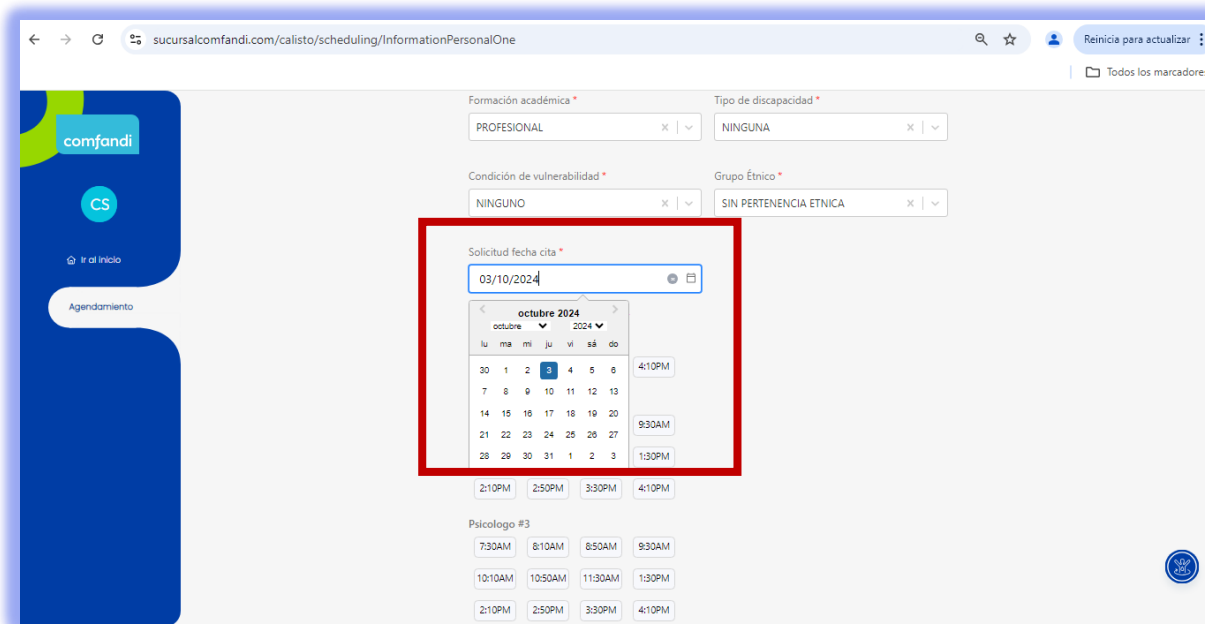 sucursalcomfandi.com/calisto/scheduling/InformationPersonalOne
Reinicia para actualizar
Todos los marcadores
comfandi
CS
Ir al inicio
Agendamiento
Formación académica * Tipo de discapacidad *
PROFESIONAL NINGUNA
Condición de vulnerabilidad * Grupo Étnico *
NINGUNO SIN PERTENENCIA ETNICA
Solicitud fecha cita *
03/10/2024
octubre 2024
octubre 2024
lu ma mi ju vi sá do
30 1 2 3 4 5 6
4:10PM
7 8 9 10 11 12 13
14 15 16 17 18 19 20
9:30AM
21 22 23 24 25 26 27
28 29 30 31 1 2 3
1:30PM
2:10PM 2:50PM 3:30PM 4:10PM
Psicologo #3
7:30AM 8:10AM 8:50AM 9:30AM
10:10AM 10:50AM 11:30AM 1:30PM
2:10PM 2:50PM 3:30PM 4:10PM